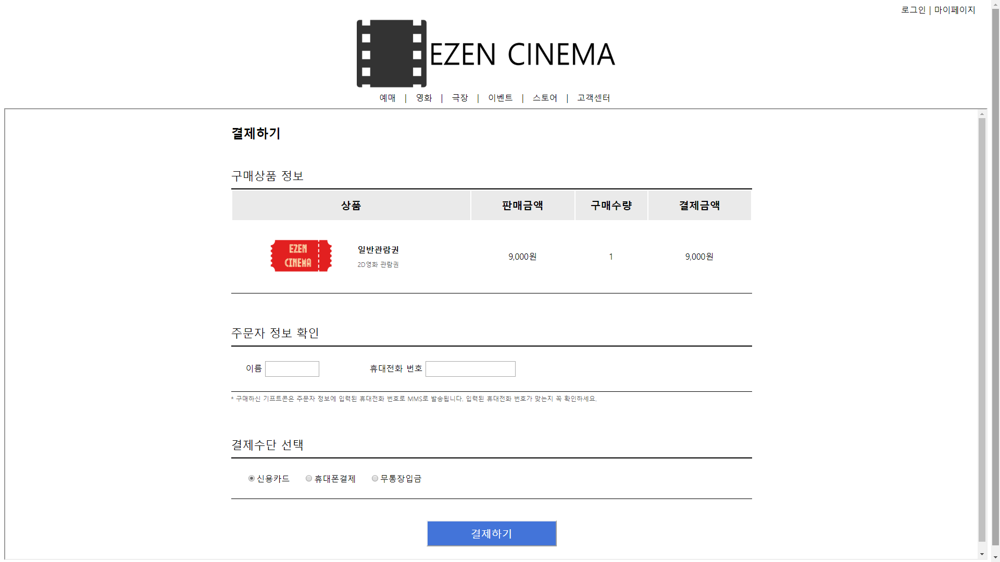 로그인 | 마이페이지
EZEN CINEMA
예매 | 영화 | 극장 | 이벤트 | 스토어 | 고객센터
결제하기
구매상품 정보
상품 판매금액 구매수량 결제금액
EZEN
CINEMA
일반관람권
2D영화 관람권
9,000원 1 9,000원
주문자 정보 확인
이름 휴대전화 번호
* 구매하신 기프트콘은 주문자 정보에 입력된 휴대전화 번호로 MMS로 발송됩니다. 입력된 휴대전화 번호가 맞는지 꼭 확인하세요.
결제수단 선택
신용카드 휴대폰결제 무통장입금
결제하기